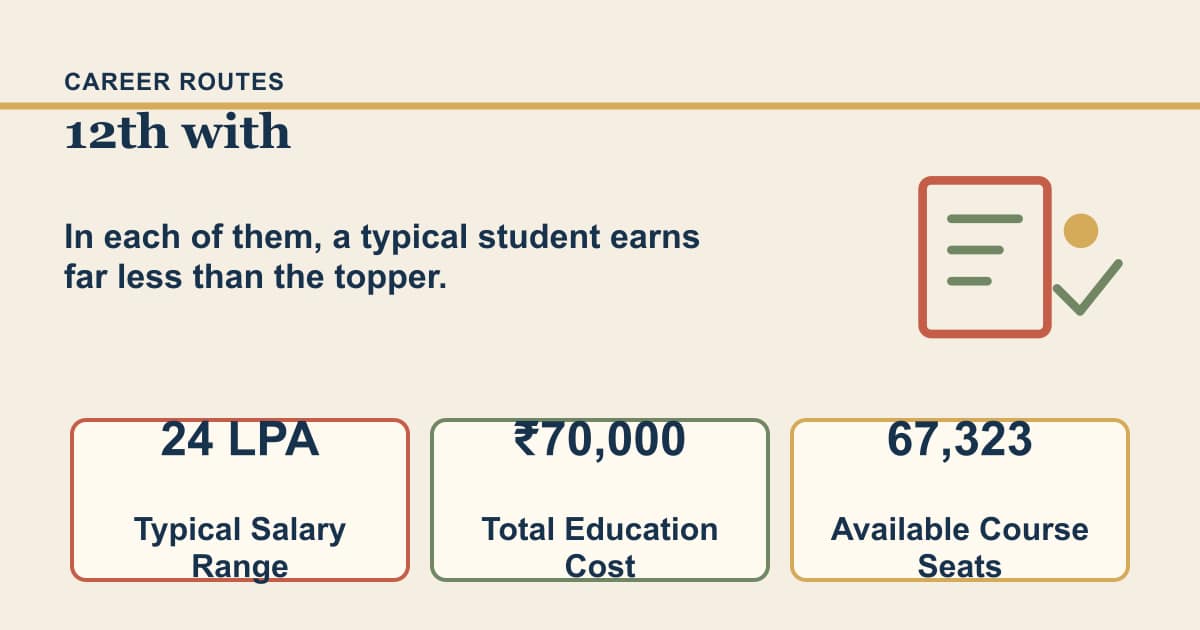 CAREER ROUTES
12th with
In each of them, a typical student earns
far less than the topper.
24 LPA
Typical Salary
Range
₹70,000
Total Education
Cost
67,323
Available Course
Seats